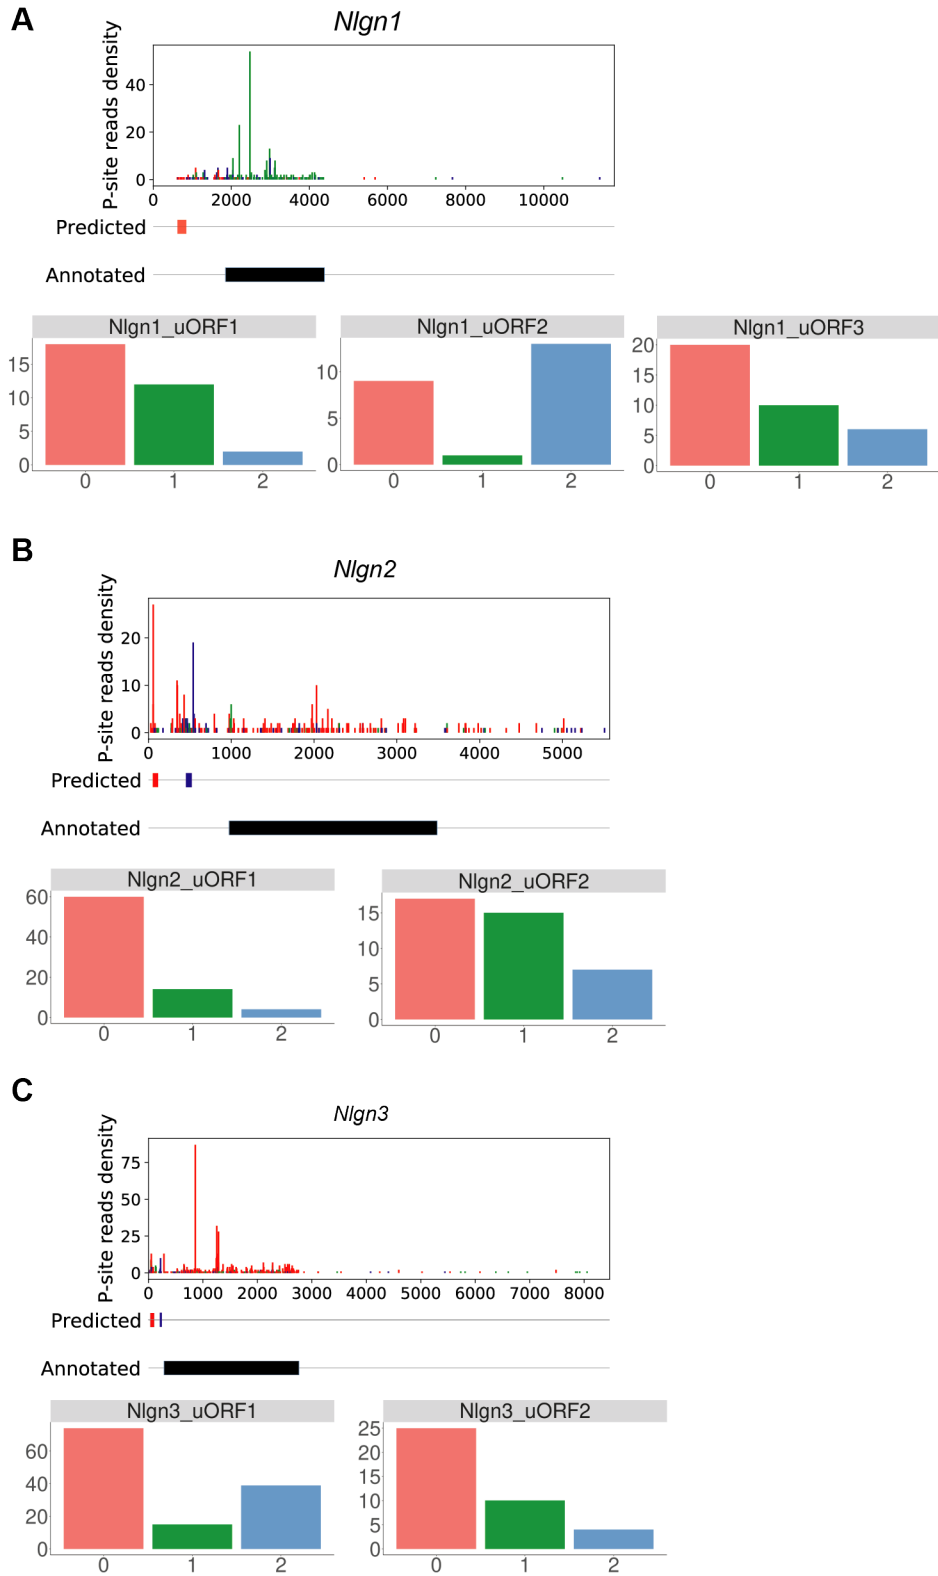 A
Nlgn1
P-site reads density
40
20
0
0 2000 4000 6000 8000 10000
Predicted
Annotated
Nlgn1_uORF1 Nlgn1_uORF2 Nlgn1_uORF3
15
10
5
0
0 1 2
10
5
0
0 1 2
20
15
10
5
0
0 1 2
B
Nlgn2
P-site reads density
20
10
0
0 1000 2000 3000 4000 5000
Predicted
Annotated
Nlgn2_uORF1 Nlgn2_uORF2
60
40
20
0
0 1 2
15
10
5
0
0 1 2
C
Nlgn3
P-site reads density
75
50
25
0
0 1000 2000 3000 4000 5000 6000 7000 8000
Predicted
Annotated
Nlgn3_uORF1 Nlgn3_uORF2
60
40
20
0
0 1 2
25
20
15
10
5
0
0 1 2